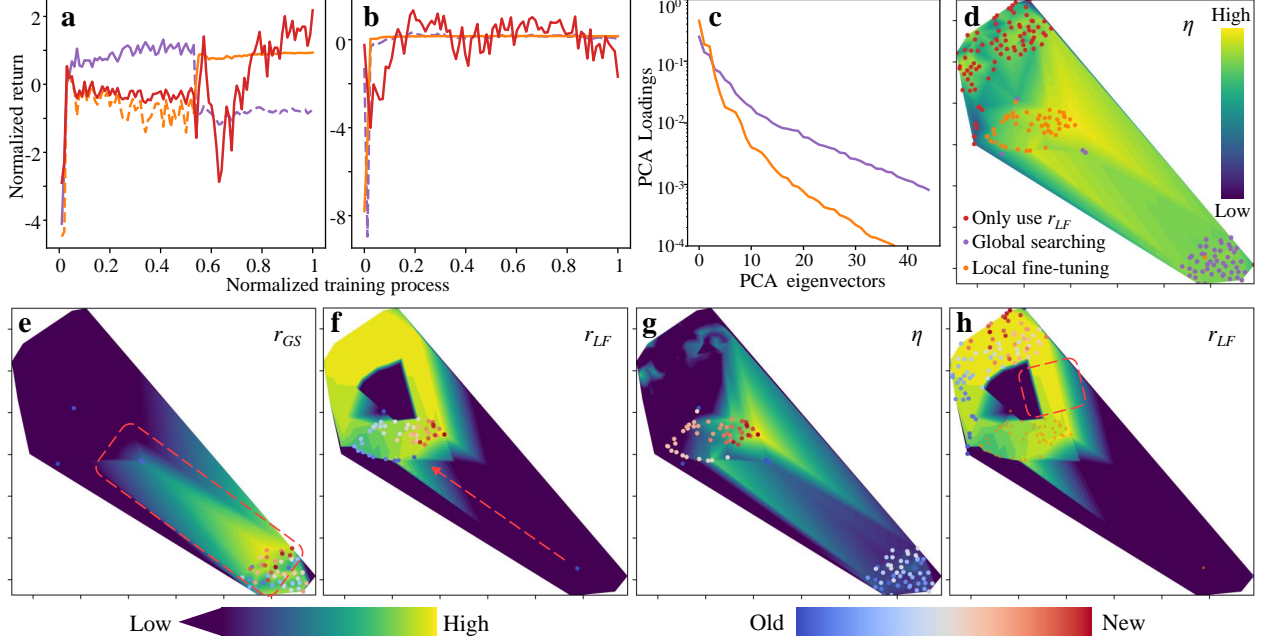 a
b
c
d
Normalized return
2
1
0
-1
-2
-4
0
0.2
0.4
0.6
0.8
1
0
-2
-4
-8
0
0.2
0.4
0.6
0.8
1
Normalized training process
PCA Loadings
10^0
10^-1
10^-2
10^-3
10^-4
0
10
20
30
40
PCA eigenvectors
η
High
Low
Only use r_LF
Global searching
Local fine-tuning
e
r_GS
f
r_LF
g
η
h
r_LF
Low
High
Old
New